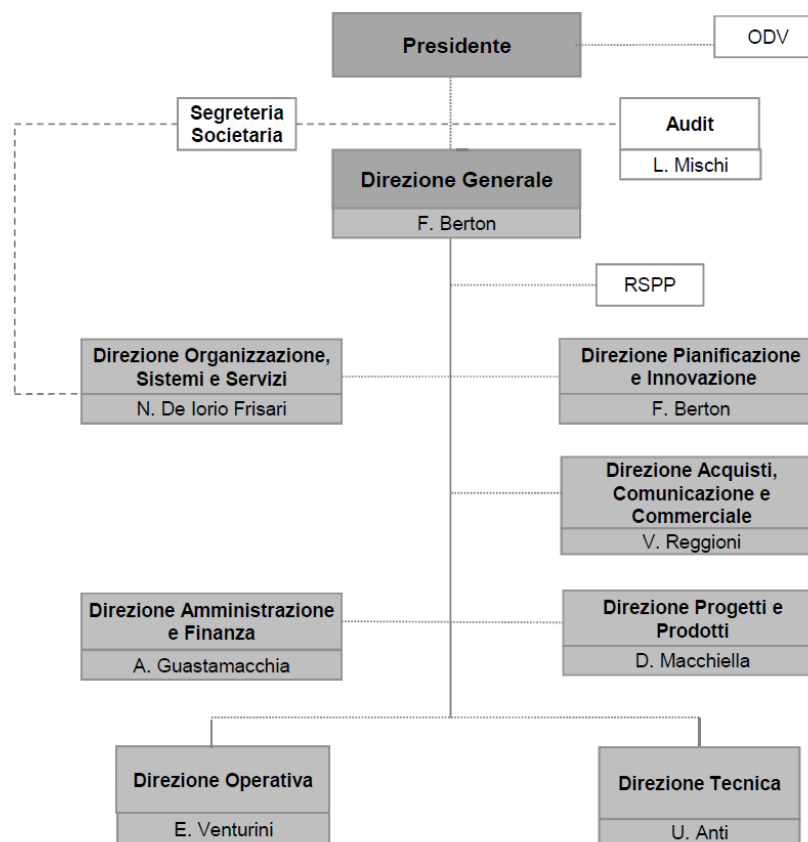 Presidente
ODV
Segreteria
Societaria
Audit
L. Mischi
Direzione Generale
F. Berton
RSPP
Direzione Organizzazione,
Sistemi e Servizi
N. De Iorio Frisari
Direzione Pianificazione
e Innovazione
F. Berton
Direzione Acquisti,
Comunicazione e
Commerciale
V. Reggioni
Direzione Amministrazione
e Finanza
A. Guastamacchia
Direzione Progetti e
Prodotti
D. Macchiella
Direzione Operativa
E. Venturini
Direzione Tecnica
U. Anti